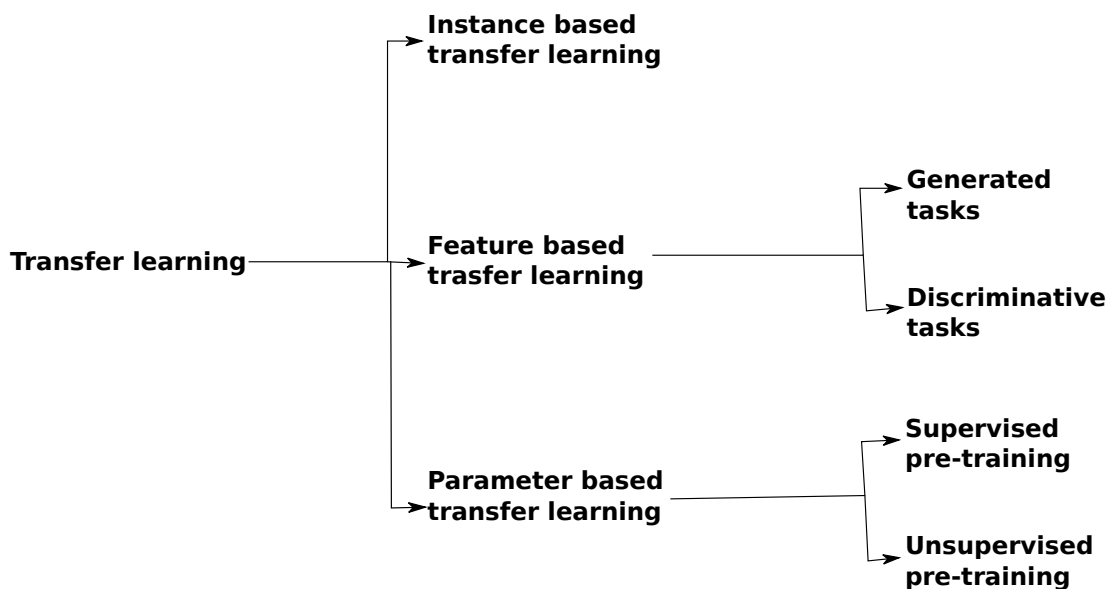 Instance based
transfer learning
Generated
tasks
Transfer learning
Feature based
trasfer learning
Discriminative
tasks
Supervised
pre-training
Parameter based
transfer learning
Unsupervised
pre-training